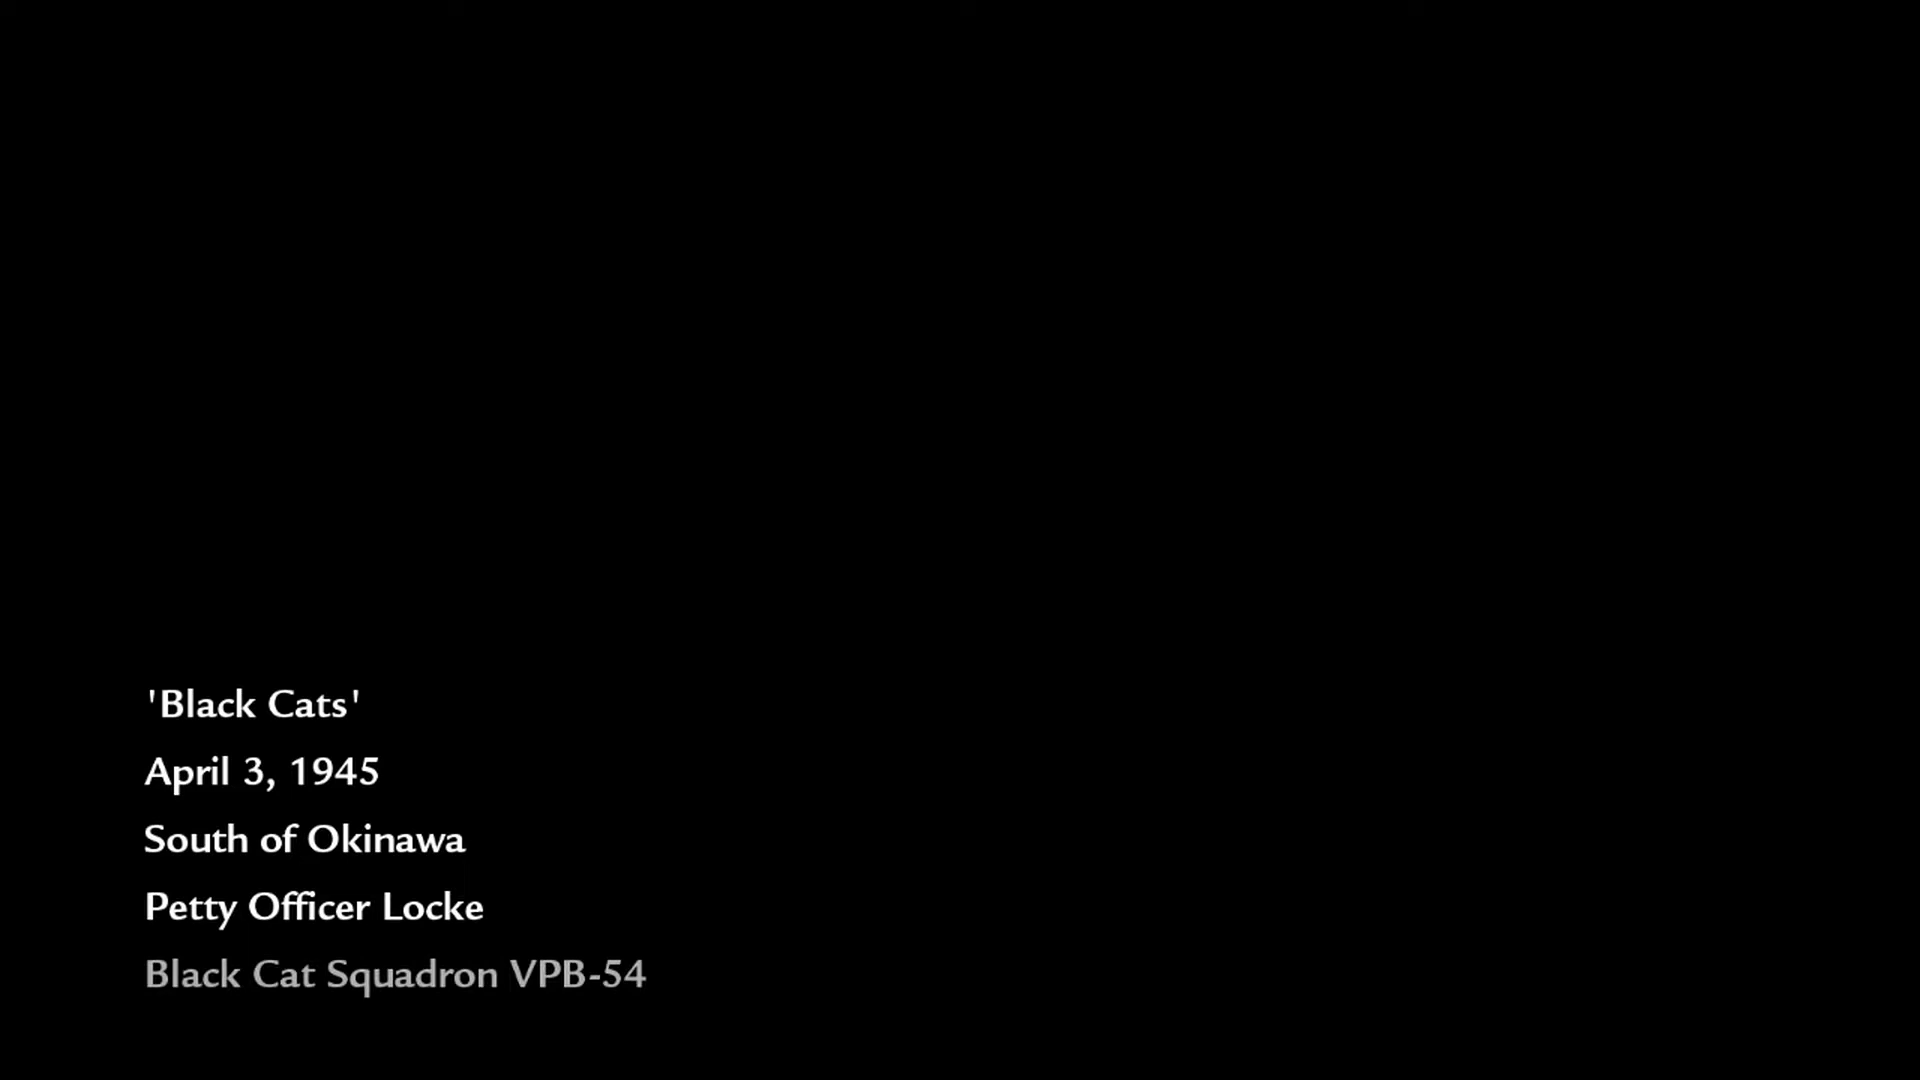 'Black Cats'
April 3, 1945
South of Okinawa
Petty Officer Locke
Black Cat Squadron VPB-54